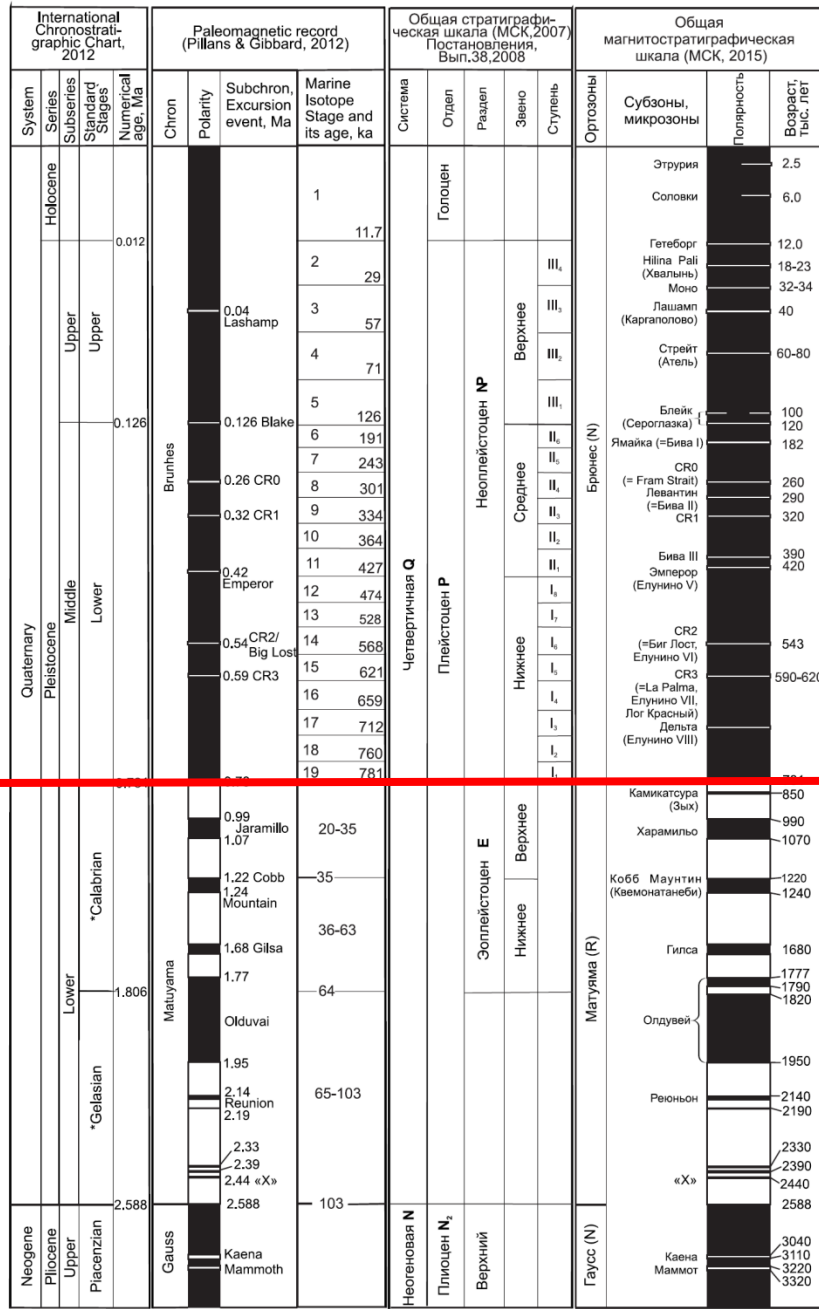 International
Chronostrati-
graphic Chart,
2012
System
Series
Subseries
Standard
Stages
Numerical
age, Ma
Holocene
0.012
Upper
Upper
0.126
Quaternary
Pleistocene
Middle
Lower
*Calabrian
Lower
1.806
*Gelasian
2.588
Neogene
Pliocene
Upper
Piacenzian
Paleomagnetic record
(Pillans & Gibbard, 2012)
Chron
Polarity
Subchron,
Excursion
event, Ma
Marine
Isotope
Stage and
its age, ka
Brunhes
0.04
Lashamp
0.126 Blake
0.26 CR0
0.32 CR1
0.42
Emperor
0.54 CR2/
Big Lost
0.59 CR3
Matuyama
0.99
Jaramillo
1.07
1.22 Cobb
1.24
Mountain
1.68 Gilsa
1.77
Olduvai
1.95
2.14
Reunion
2.19
2.33
2.39
2.44 «X»
2.588
Gauss
Kaena
Mammoth
1
11.7
2
29
3
57
4
71
5
126
6 191
7 243
8 301
9 334
10 364
11 427
12 474
13 528
14 568
15 621
16 659
17 712
18 760
19 781
20-35
35
36-63
64
65-103
103
Общая стратиграфи-
ческая шкала (МСК,2007)
Постановления,
Вып.38,2008
Система
Отдел
Раздел
Звено
Ступень
Четвертичная Q
Голоцен
Плейстоцен P
Неоплейстоцен NP
Верхнее
III₄
III₃
III₂
III₁
Среднее
II₆
II₅
II₄
II₃
II₂
II₁
Нижнее
I₈
I₇
I₆
I₅
I₄
I₃
I₂
Эоплейстоцен E
Верхнее
Нижнее
Неогеновая N
Плиоцен N₂
Верхний
Общая
магнитостратиграфическая
шкала (МСК, 2015)
Ортозоны
Субзоны,
микрозоны
Полярность
Возраст,
тыс. лет
Брюнес (N)
Этрурия 2.5
Соловки 6.0
Гетеборг 12.0
Hilina Pali 18-23
(Хвалынь)
Моно 32-34
Лашамп 40
(Каргаполово)
Стрейт 60-80
(Атель)
Блейк 100
(Сероглазка) 120
Ямайка (=Бива I) 182
CR0 260
(= Fram Strait)
Левантин 290
(=Бива II)
CR1 320
Бива III 390
Эмперор 420
(Елунино V)
CR2 543
(=Биг Лост,
Елунино VI)
CR3 590-620
(=La Palma,
Елунино VII,
Лог Красный)
Дельта
(Елунино VIII)
Матуяма (R)
Камикатсура 850
(Зых)
990
Харамильо
1070
Кобб Маунтин 1220
(Квемонатанеби) 1240
Гилса 1680
1777
1790
1820
Олдувей
1950
Реюньон 2140
2190
2330
2390
«X» 2440
2588
Гаусс (N)
3040
Каена 3110
Маммот 3220
3320